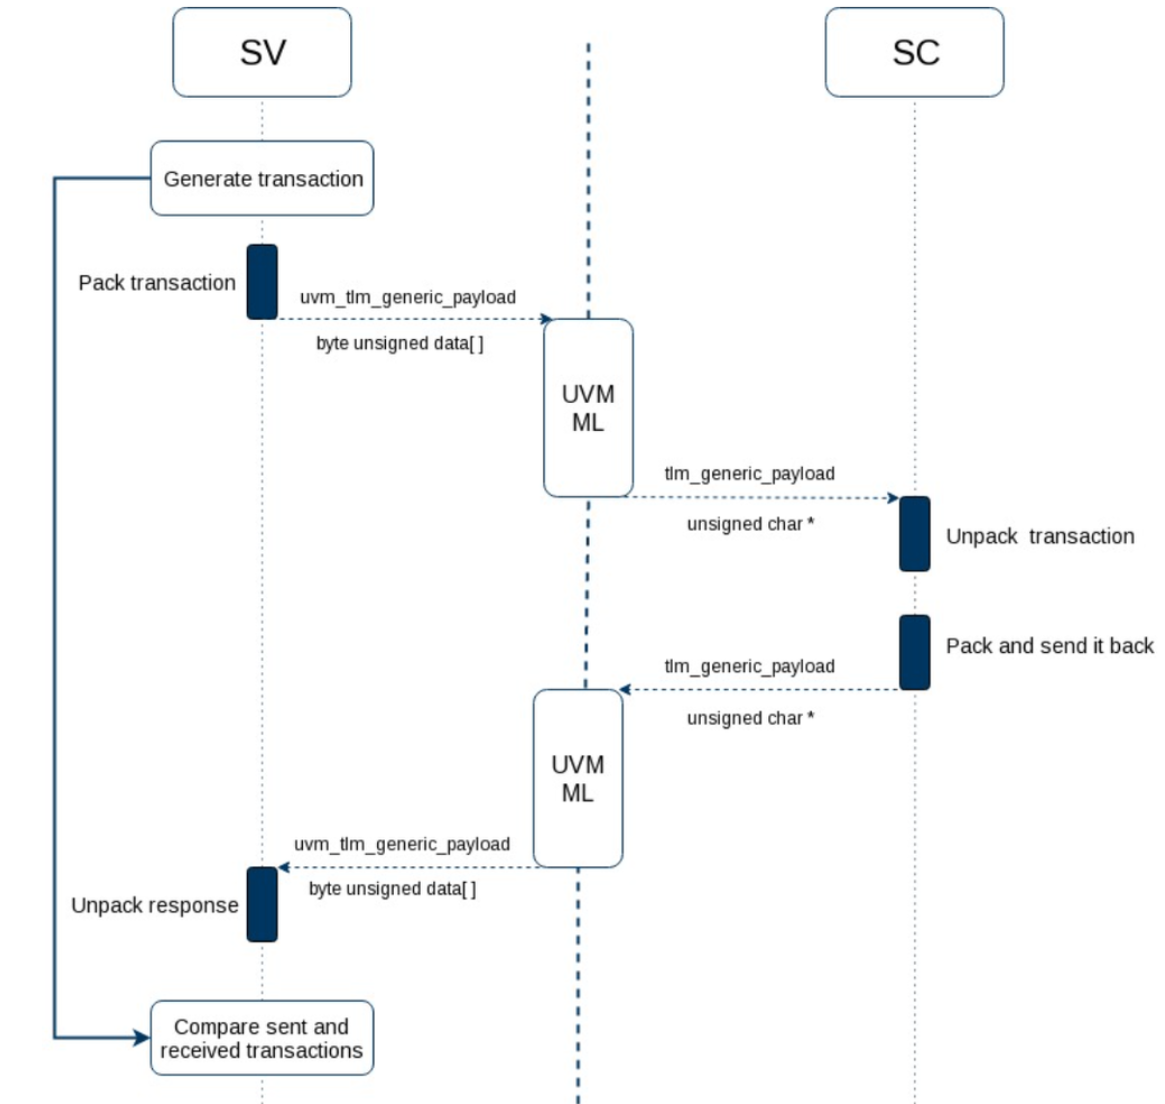 SV
SC
Generate transaction
Pack transaction
uvm_tlm_generic_payload
byte unsigned data[ ]
UVM
ML
tlm_generic_payload
unsigned char *
Unpack  transaction
Pack and send it back
tlm_generic_payload
unsigned char *
UVM
ML
uvm_tlm_generic_payload
byte unsigned data[ ]
Unpack response
Compare sent and
received transactions